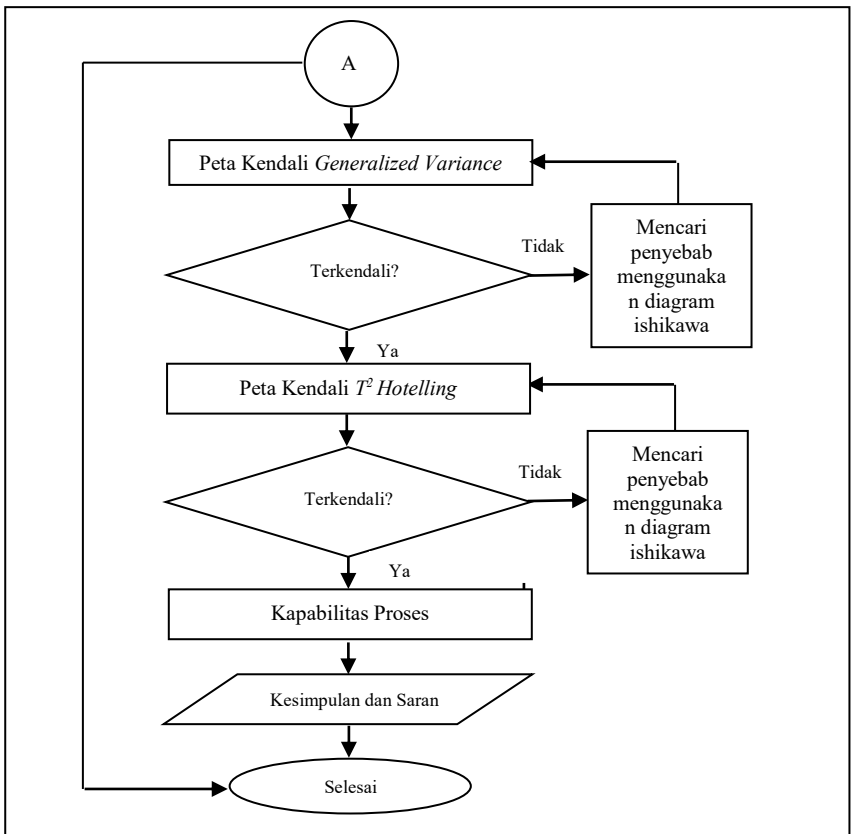 A
Peta Kendali Generalized Variance
Terkendali?
Tidak
Mencari
penyebab
menggunaka
n diagram
ishikawa
Ya
Peta Kendali T² Hotelling
Terkendali?
Tidak
Mencari
penyebab
menggunaka
n diagram
ishikawa
Ya
Kapabilitas Proses
Kesimpulan dan Saran
Selesai